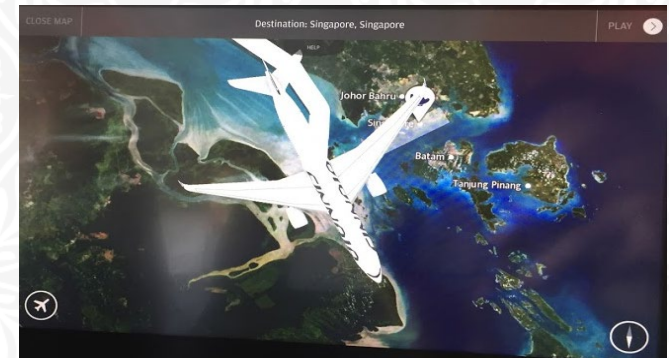 CLOSE MAP
Destination: Singapore, Singapore
PLAY
HELP
Johor Bahru
Batam
Tanjung Pinang